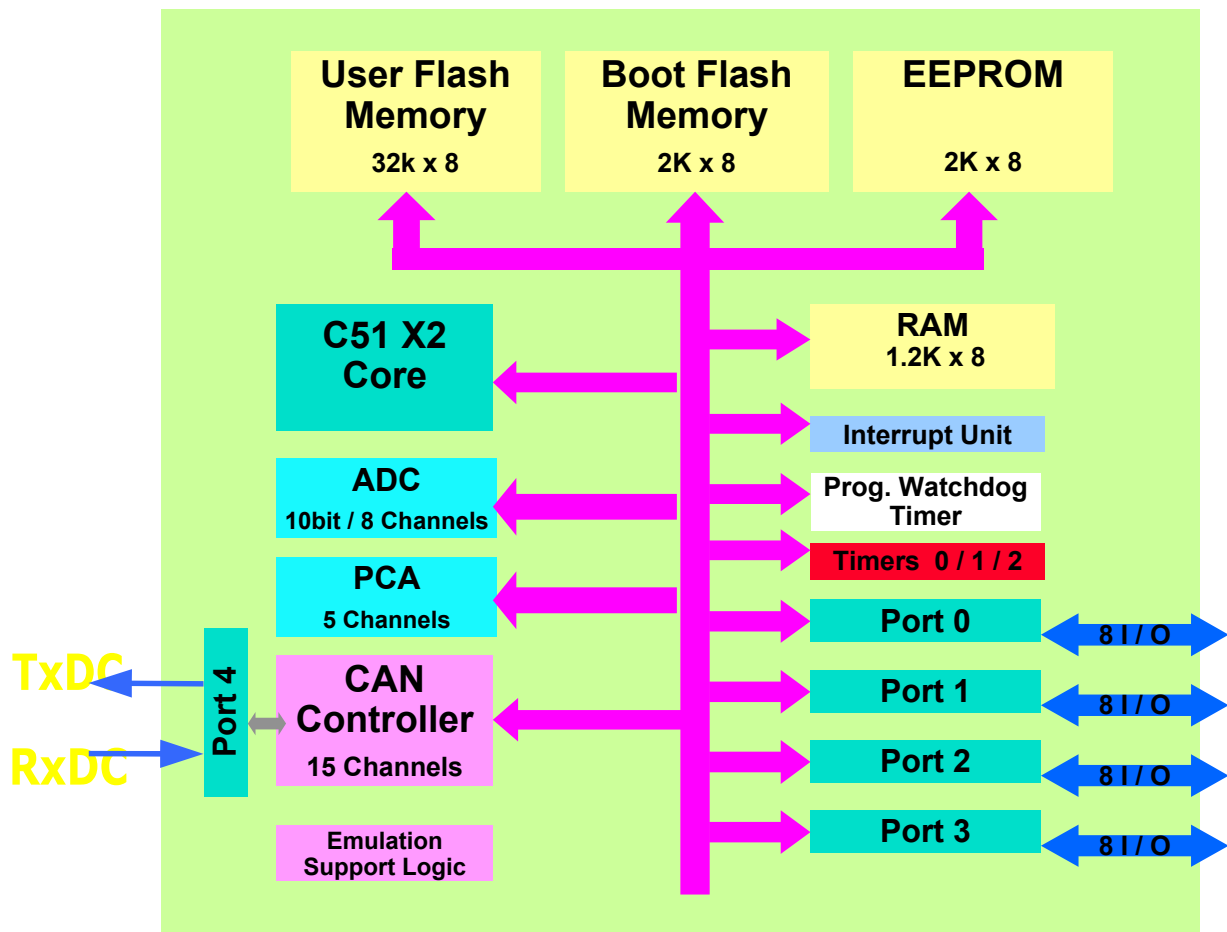 User Flash
Memory
32k x 8
Boot Flash
Memory
2K x 8
EEPROM
2K x 8
C51 X2
Core
RAM
1.2K x 8
Interrupt Unit
ADC
10bit / 8 Channels
Prog. Watchdog
Timer
Timers 0 / 1 / 2
PCA
5 Channels
Port 0
8 I / O
TxDC
RxDC
Port 4
CAN
Controller
15 Channels
Port 1
8 I / O
Port 2
8 I / O
Port 3
8 I / O
Emulation
Support Logic